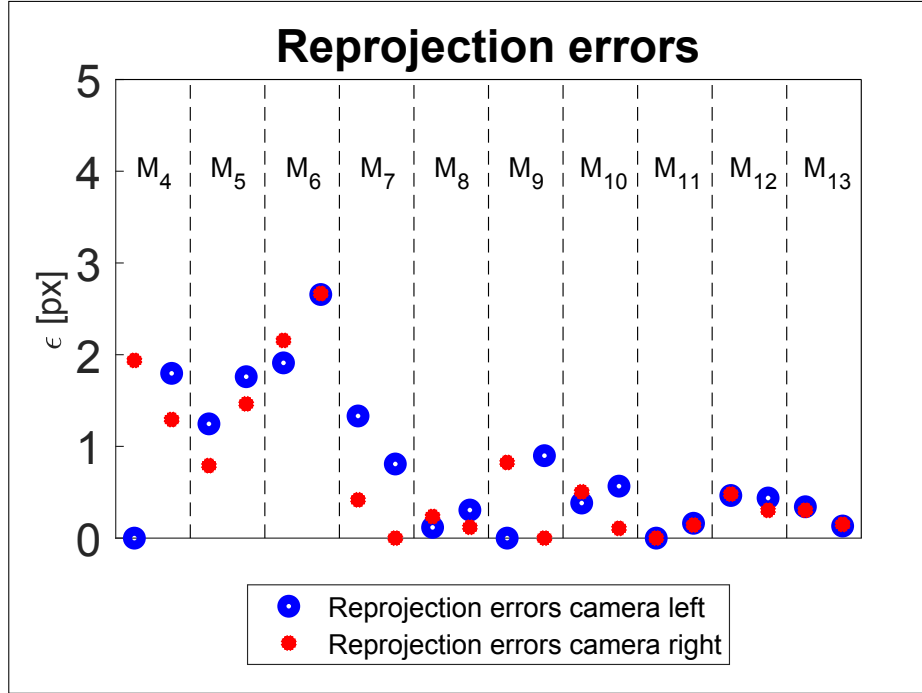 Reprojection errors
5
4
3
2
1
0
ϵ [px]
M₄ M₅ M₆ M₇ M₈ M₉ M₁₀ M₁₁ M₁₂ M₁₃
Reprojection errors camera left
Reprojection errors camera right